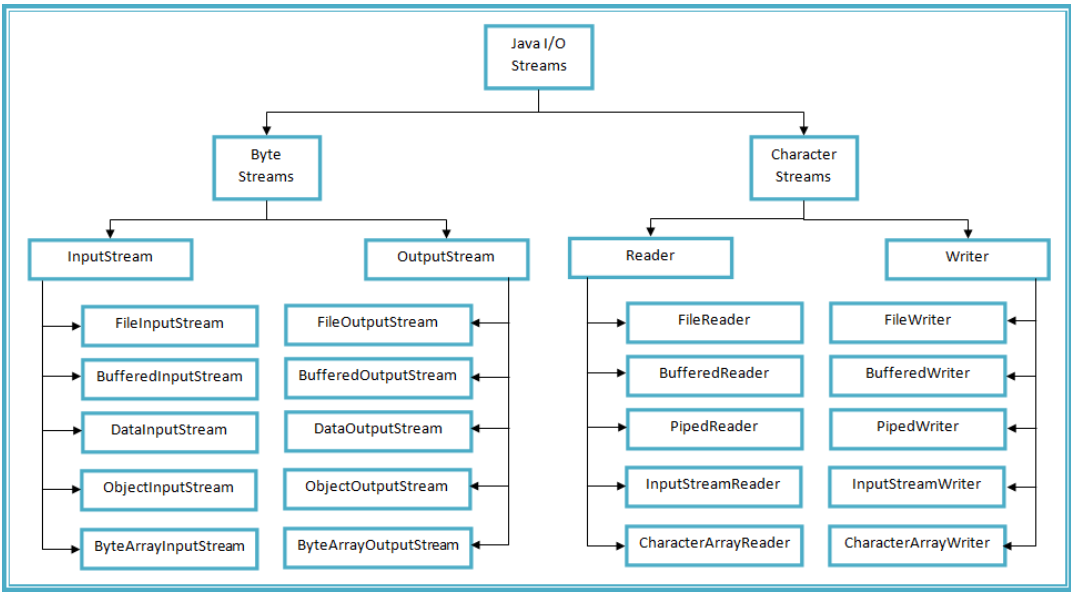 Java I/O
Streams
Byte
Streams
Character
Streams
InputStream
OutputStream
Reader
Writer
FileInputStream
FileOutputStream
FileReader
FileWriter
BufferedInputStream
BufferedOutputStream
BufferedReader
BufferedWriter
DataInputStream
DataOutputStream
PipedReader
PipedWriter
ObjectInputStream
ObjectOutputStream
InputStreamReader
InputStreamWriter
ByteArrayInputStream
ByteArrayOutputStream
CharacterArrayReader
CharacterArrayWriter